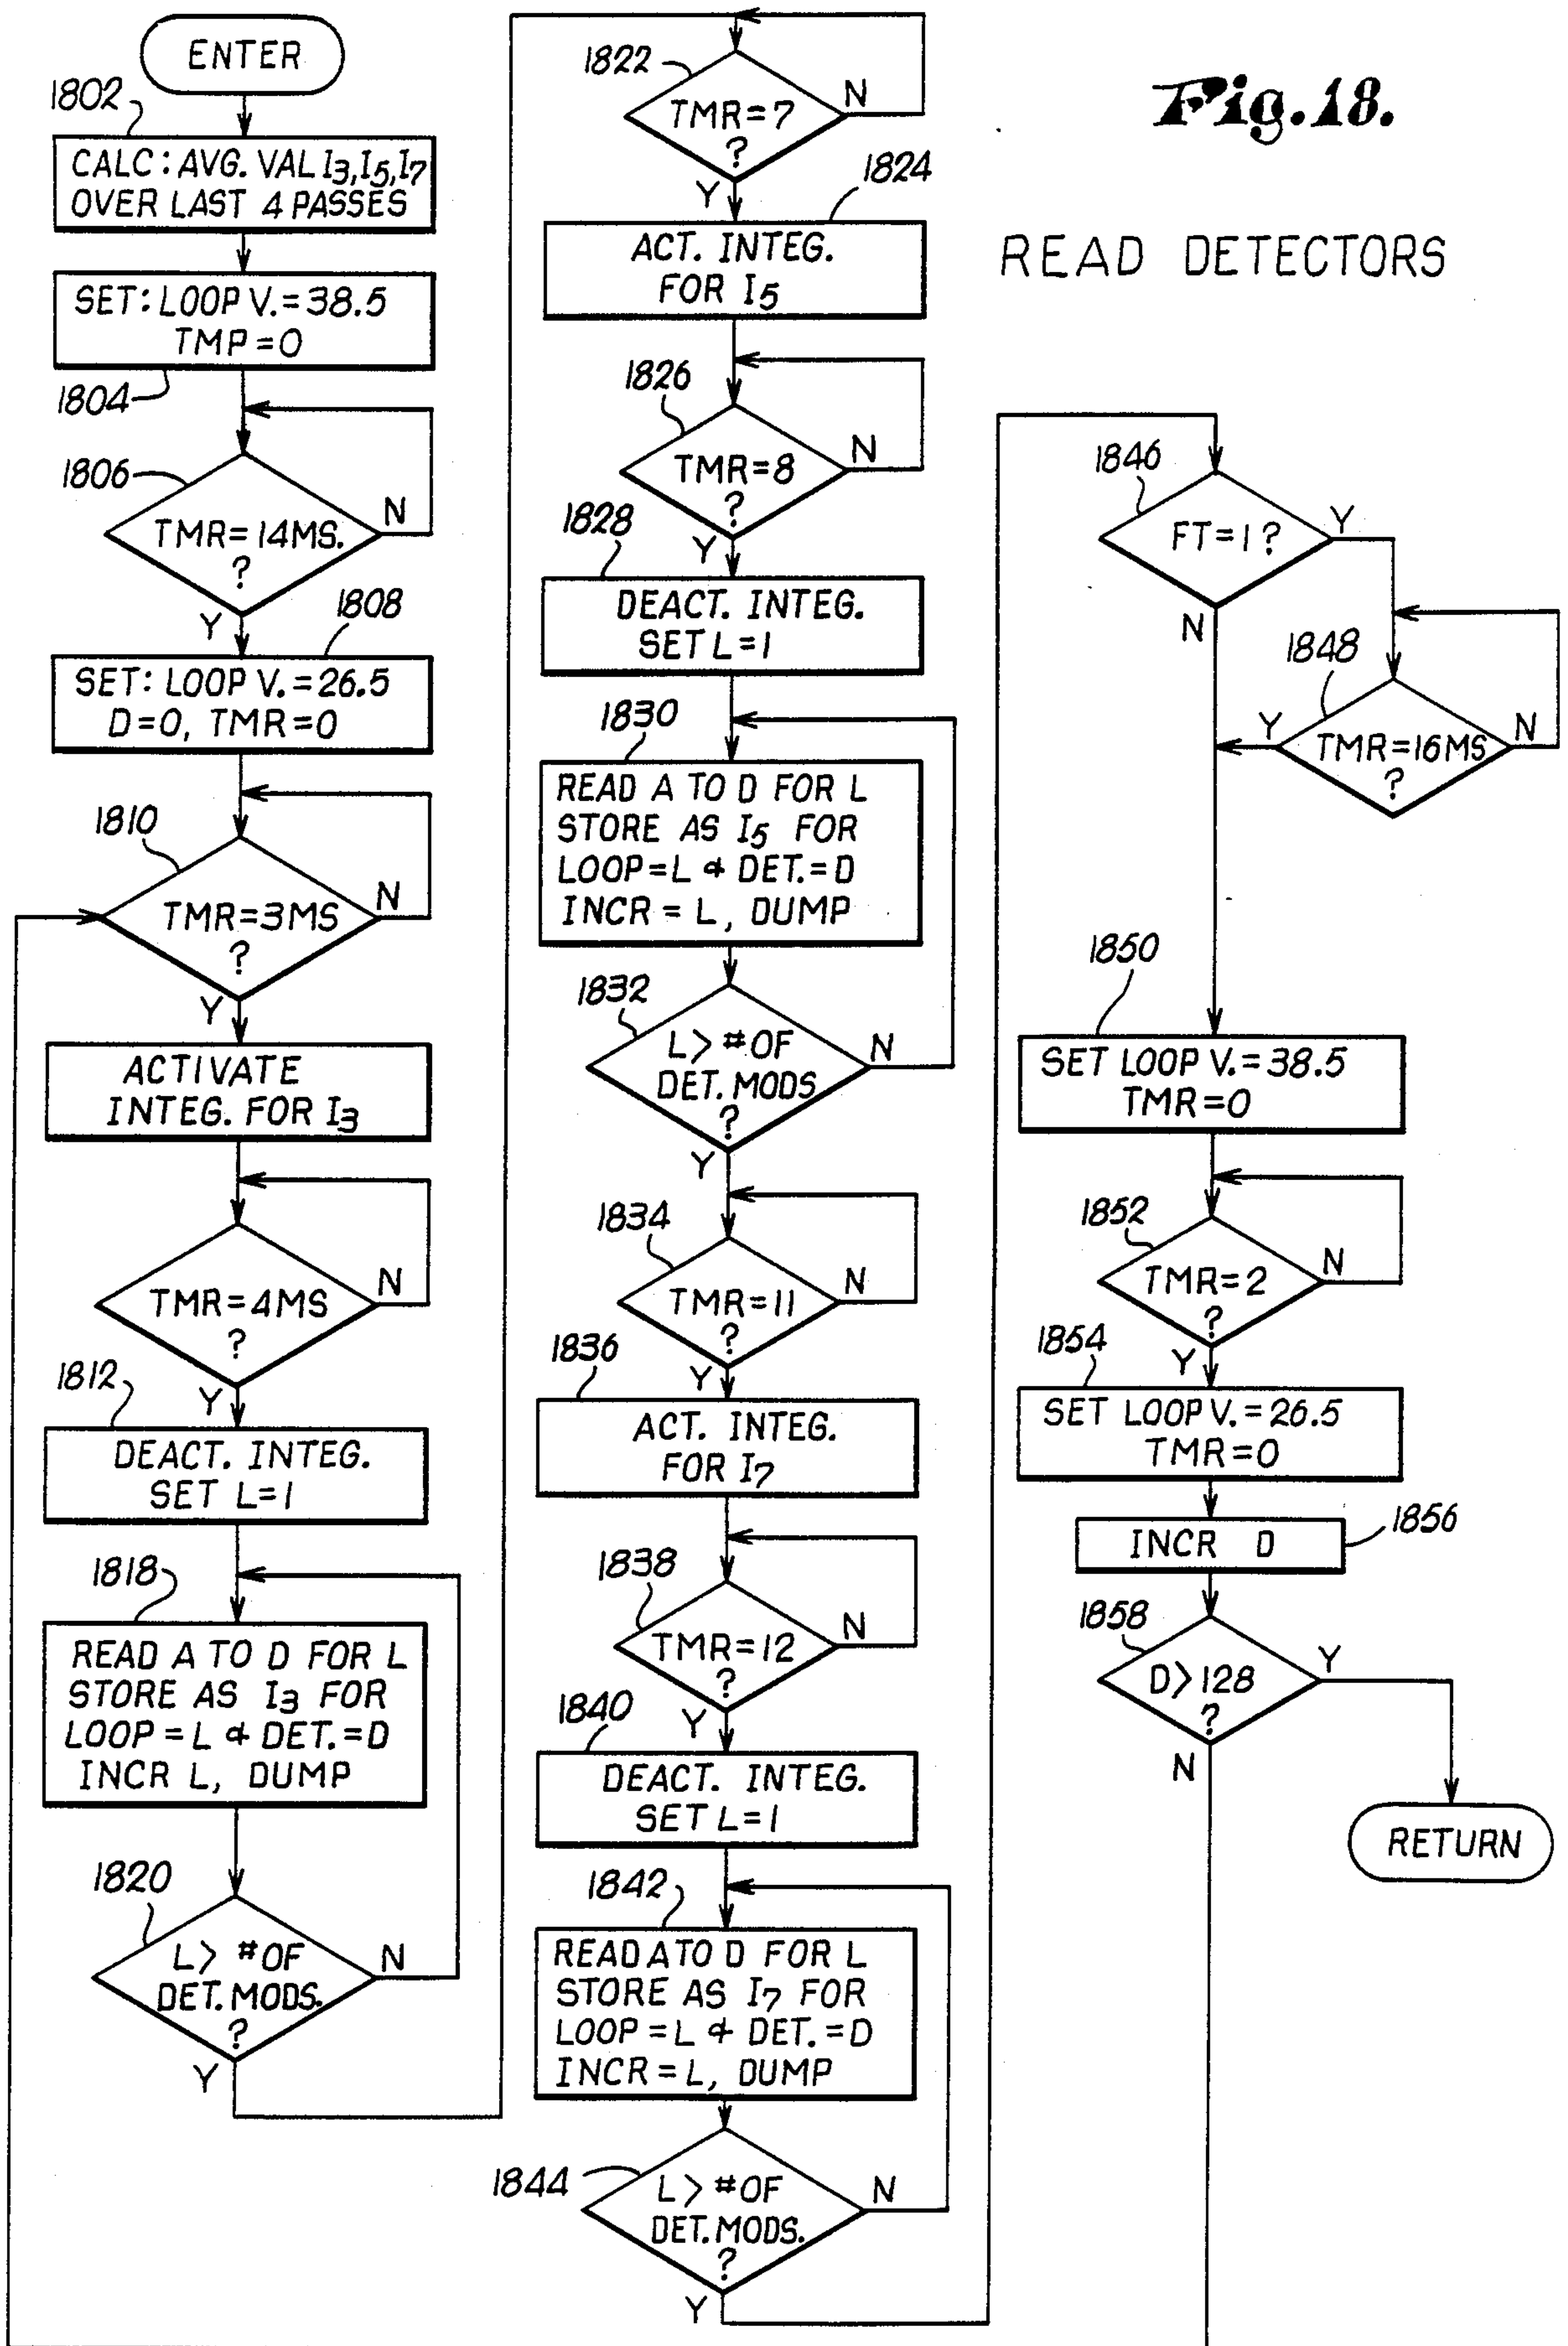 Fig. 18.
READ DETECTORS
ENTER
1802
CALC: AVG. VAL I3, I5, I7
OVER LAST 4 PASSES
SET: LOOP V. = 38.5
TMP = 0
1804
1806
TMR = 14MS.
?
N
Y
1808
SET: LOOP V. = 26.5
D = 0, TMR = 0
1810
TMR = 3MS
?
N
Y
ACTIVATE
INTEG. FOR I3
TMR = 4MS
?
N
Y
1812
DEACT. INTEG.
SET L = 1
1818
READ A TO D FOR L
STORE AS I3 FOR
LOOP = L & DET. = D
INCR L, DUMP
1820
L > # OF
DET. MODS.
?
N
Y
1822
TMR = 7
?
N
Y
1824
ACT. INTEG.
FOR I5
1826
TMR = 8
?
N
Y
1828
DEACT. INTEG.
SET L = 1
1830
READ A TO D FOR L
STORE AS I5 FOR
LOOP = L & DET. = D
INCR = L, DUMP
1832
L > # OF
DET. MODS
?
N
Y
1834
TMR = 11
?
N
Y
1836
ACT. INTEG.
FOR I7
1838
TMR = 12
?
N
Y
1840
DEACT. INTEG.
SET L = 1
1842
READ A TO D FOR L
STORE AS I7 FOR
LOOP = L & DET. = D
INCR = L, DUMP
1844
L > # OF
DET. MODS.
?
N
Y
1846
FT = 1 ?
Y
N
1848
TMR = 16MS
?
Y
N
1850
SET LOOP V. = 38.5
TMR = 0
1852
TMR = 2
?
N
Y
1854
SET LOOP V. = 26.5
TMR = 0
INCR D
1856
1858
D > 128
?
Y
N
RETURN